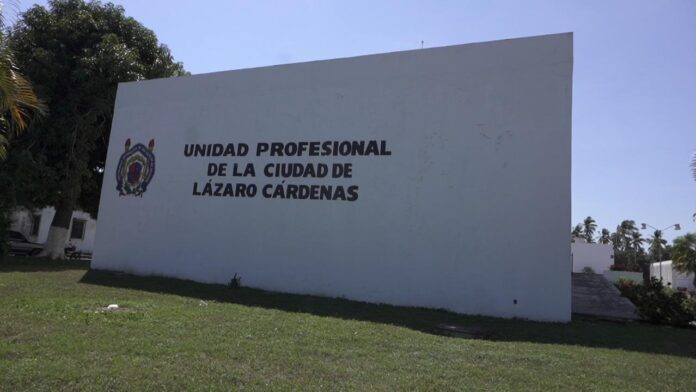 UNIDAD PROFESIONAL
DE LA CIUDAD DE
LÁZARO CÁRDENAS